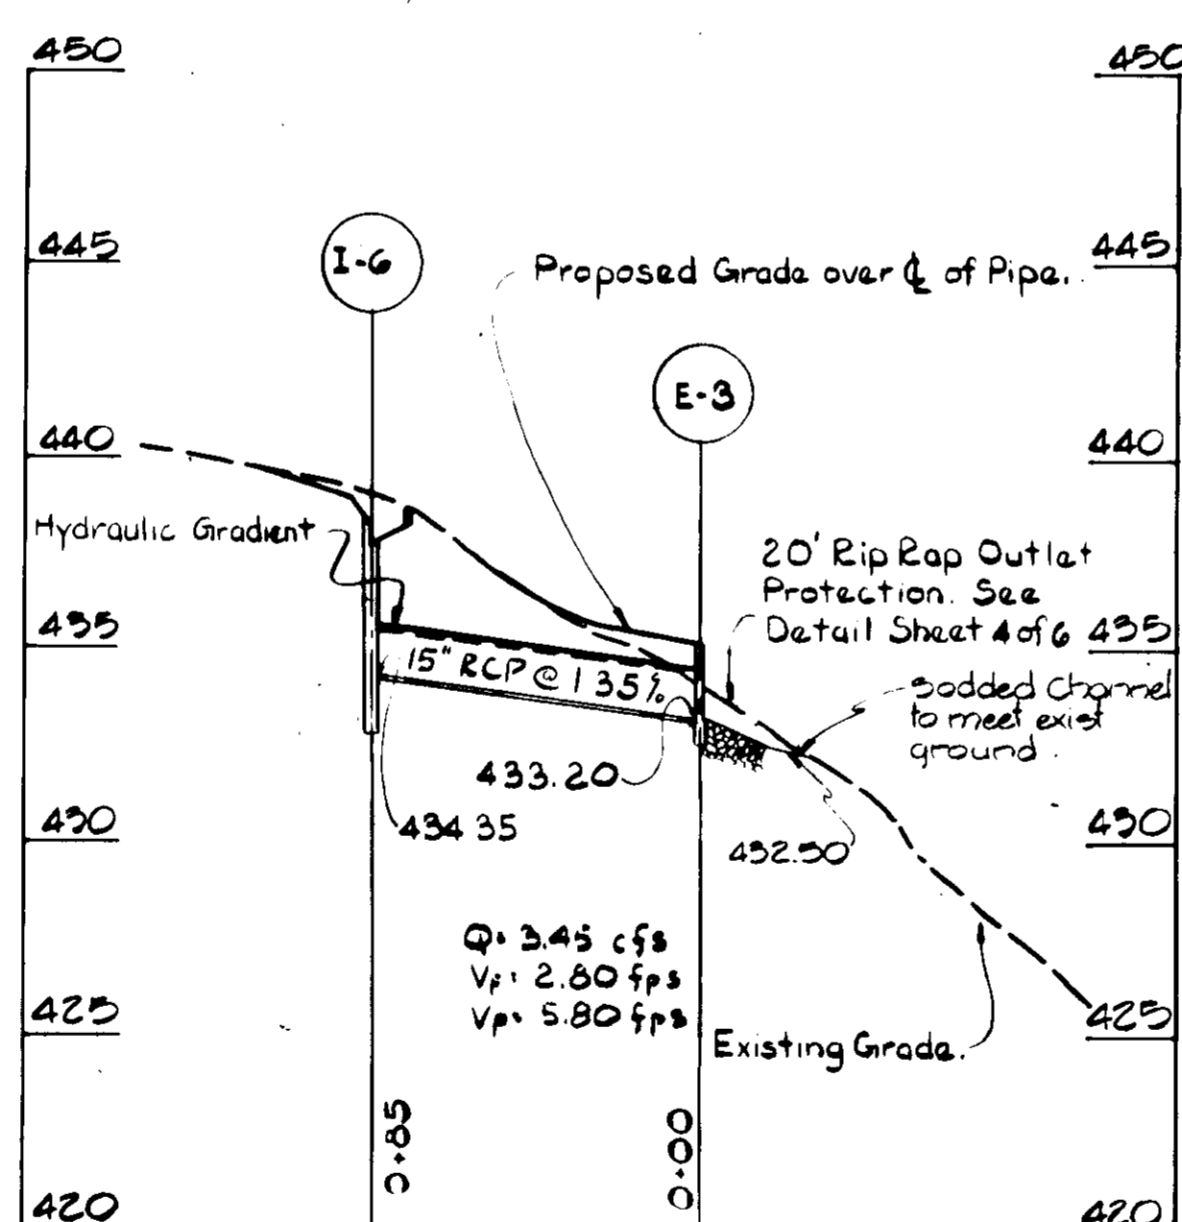 450
450
445
I-6
Proposed Grade over ℄ of Pipe.
445
E-3
440
440
Hydraulic Gradient
20' Rip Rap Outlet
Protection. See
Detail Sheet 4 of 6
435
435
15" RCP @ 1 35%
sodded channel
to meet exist
ground.
433.20
434 35
430
430
432.50
Q: 3.45 cfs
VF: 2.80 fps
Vp: 5.80 fps
425
425
Existing Grade.
0+85
0+00
420
420